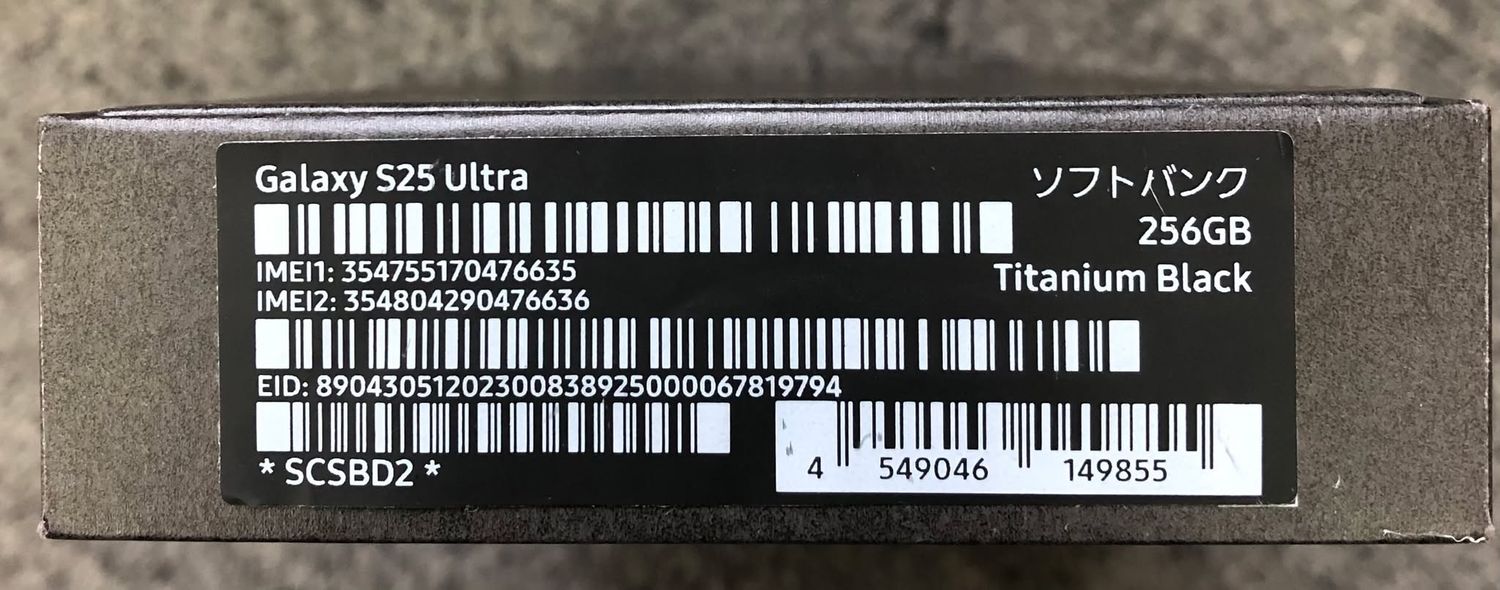 Galaxy S25 Ultra
ソフトバンク
256GB
Titanium Black
IMEI1: 354755170476635
IMEI2: 354804290476636
EID: 89043051202300838925000067819794
* SCSBD2 *
4 549046 149855